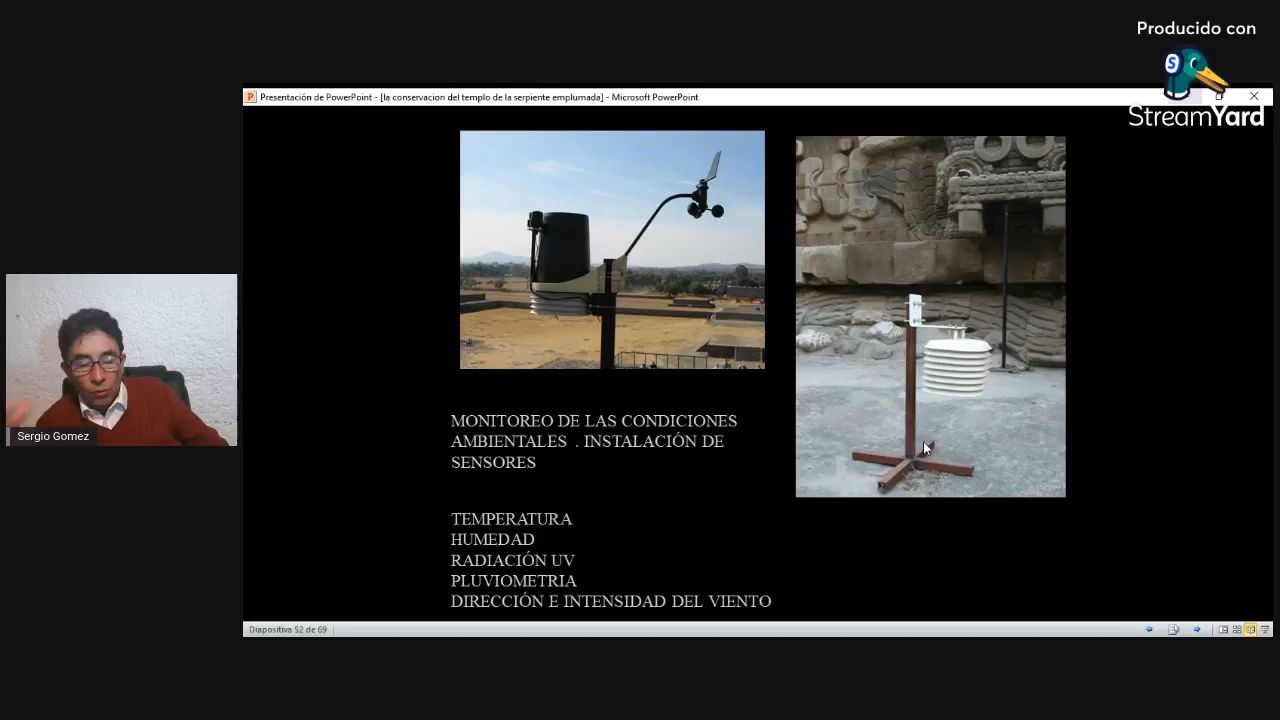 Producido con
StreamYard
Presentación de PowerPoint - [la conservacion del templo de la serpiente emplumada] - Microsoft PowerPoint
MONITOREO DE LAS CONDICIONES
AMBIENTALES . INSTALACIÓN DE
SENSORES
TEMPERATURA
HUMEDAD
RADIACIÓN UV
PLUVIOMETRIA
DIRECCIÓN E INTENSIDAD DEL VIENTO
Sergio Gomez
Diapositiva 52 de 69